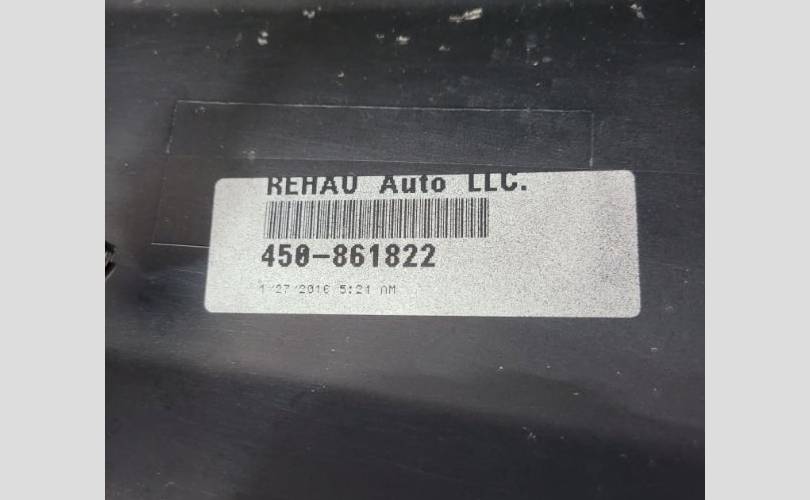 REHAU Auto LLC.
450-861822
1/27/2016 5:21 AM